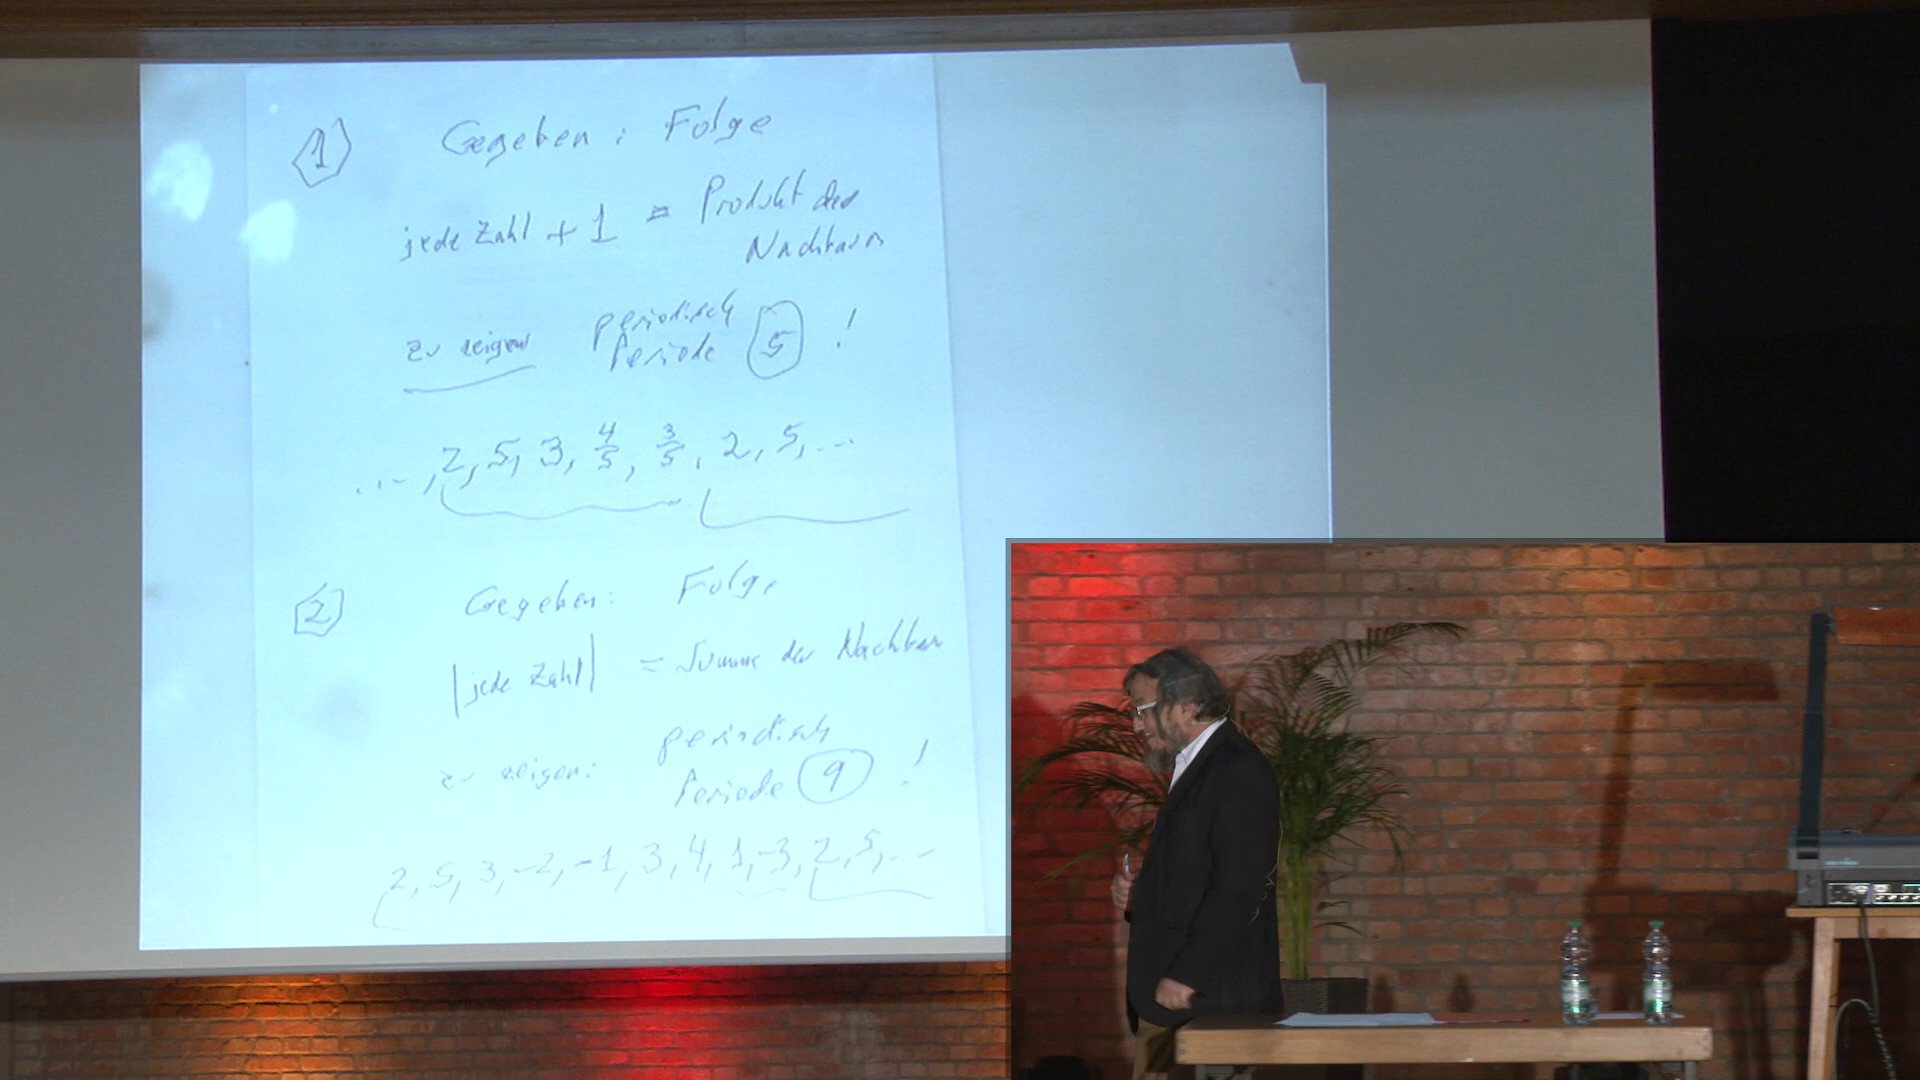 1 Gegeben: Folge
jede Zahl + 1 = Produkt der
Nachbarn
zu zeigen periodisch
Periode 5 !
..., 2, 5, 3, 4/5, 3/5, 2, 5, ...
2 Gegeben: Folge
|jede Zahl| = Summe der Nachbarn
zu zeigen: periodisch
Periode 9 !
2, 5, 3, -2, -1, 3, 4, 1, -3, 2, 5, ...